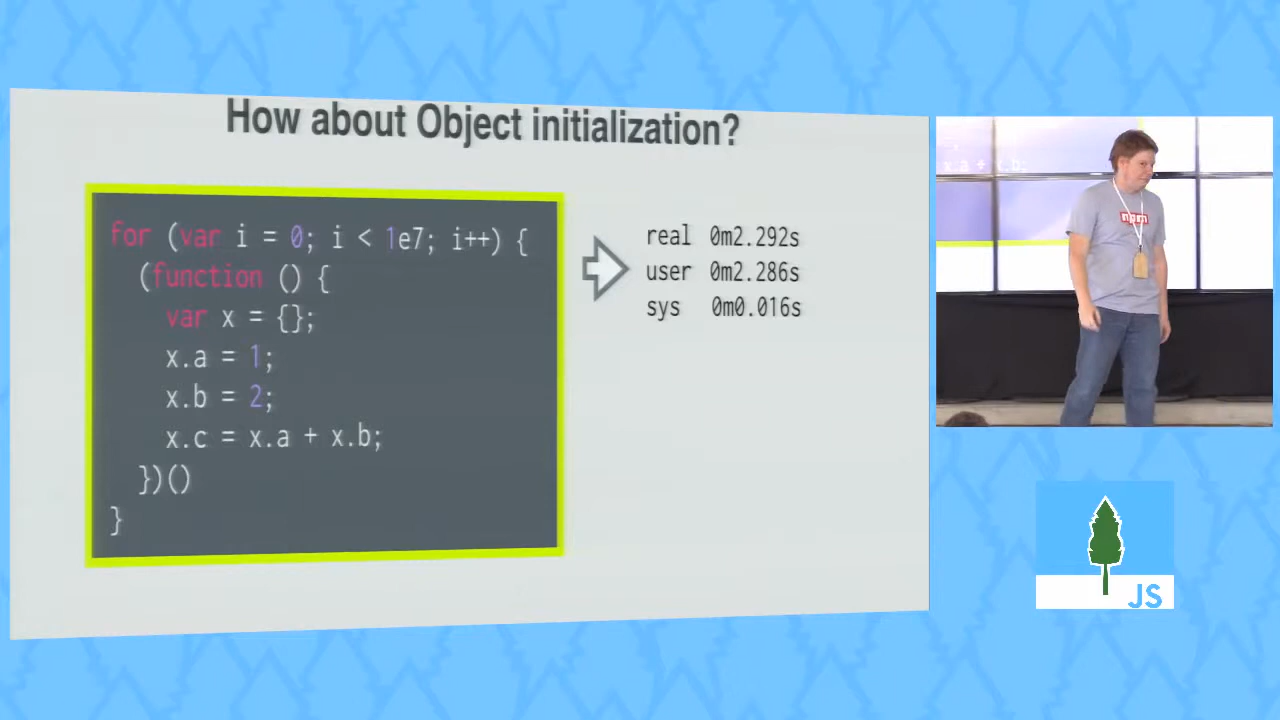 How about Object initialization?
for (var i = 0; i < 1e7; i++) {
(function () {
var x = {};
x.a = 1;
x.b = 2;
x.c = x.a + x.b;
})()
}
real 0m2.292s
user 0m2.286s
sys 0m0.016s
x.a + x.b;
npm
JS